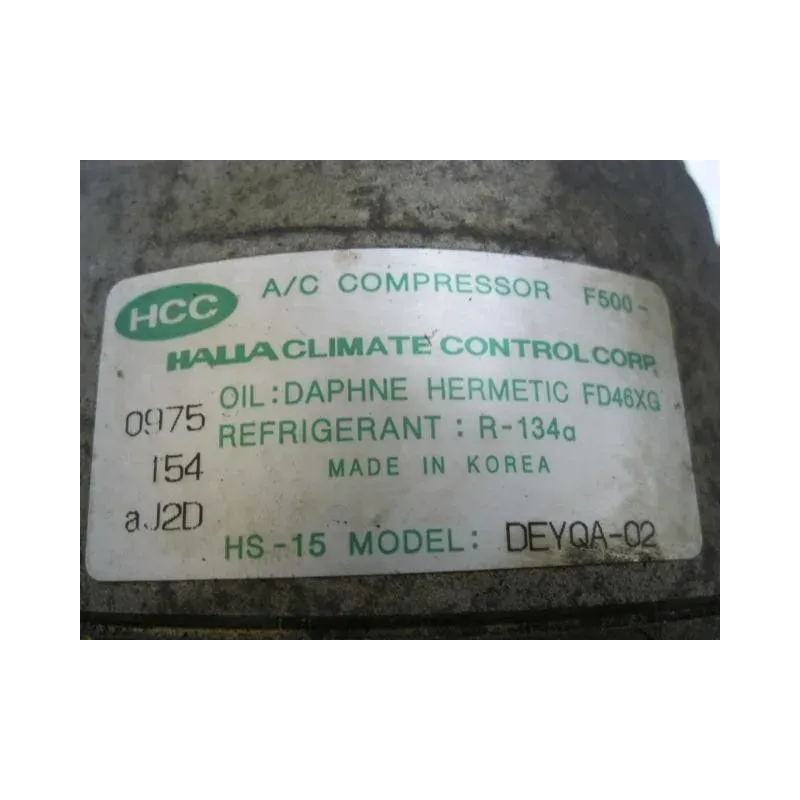 HCC
A/C COMPRESSOR F500-
HALLA CLIMATE CONTROL CORP.
OIL:DAPHNE HERMETIC FD46XG
0975
REFRIGERANT : R-134a
154
MADE IN KOREA
aJ2D
HS-15 MODEL: DEYQA-02